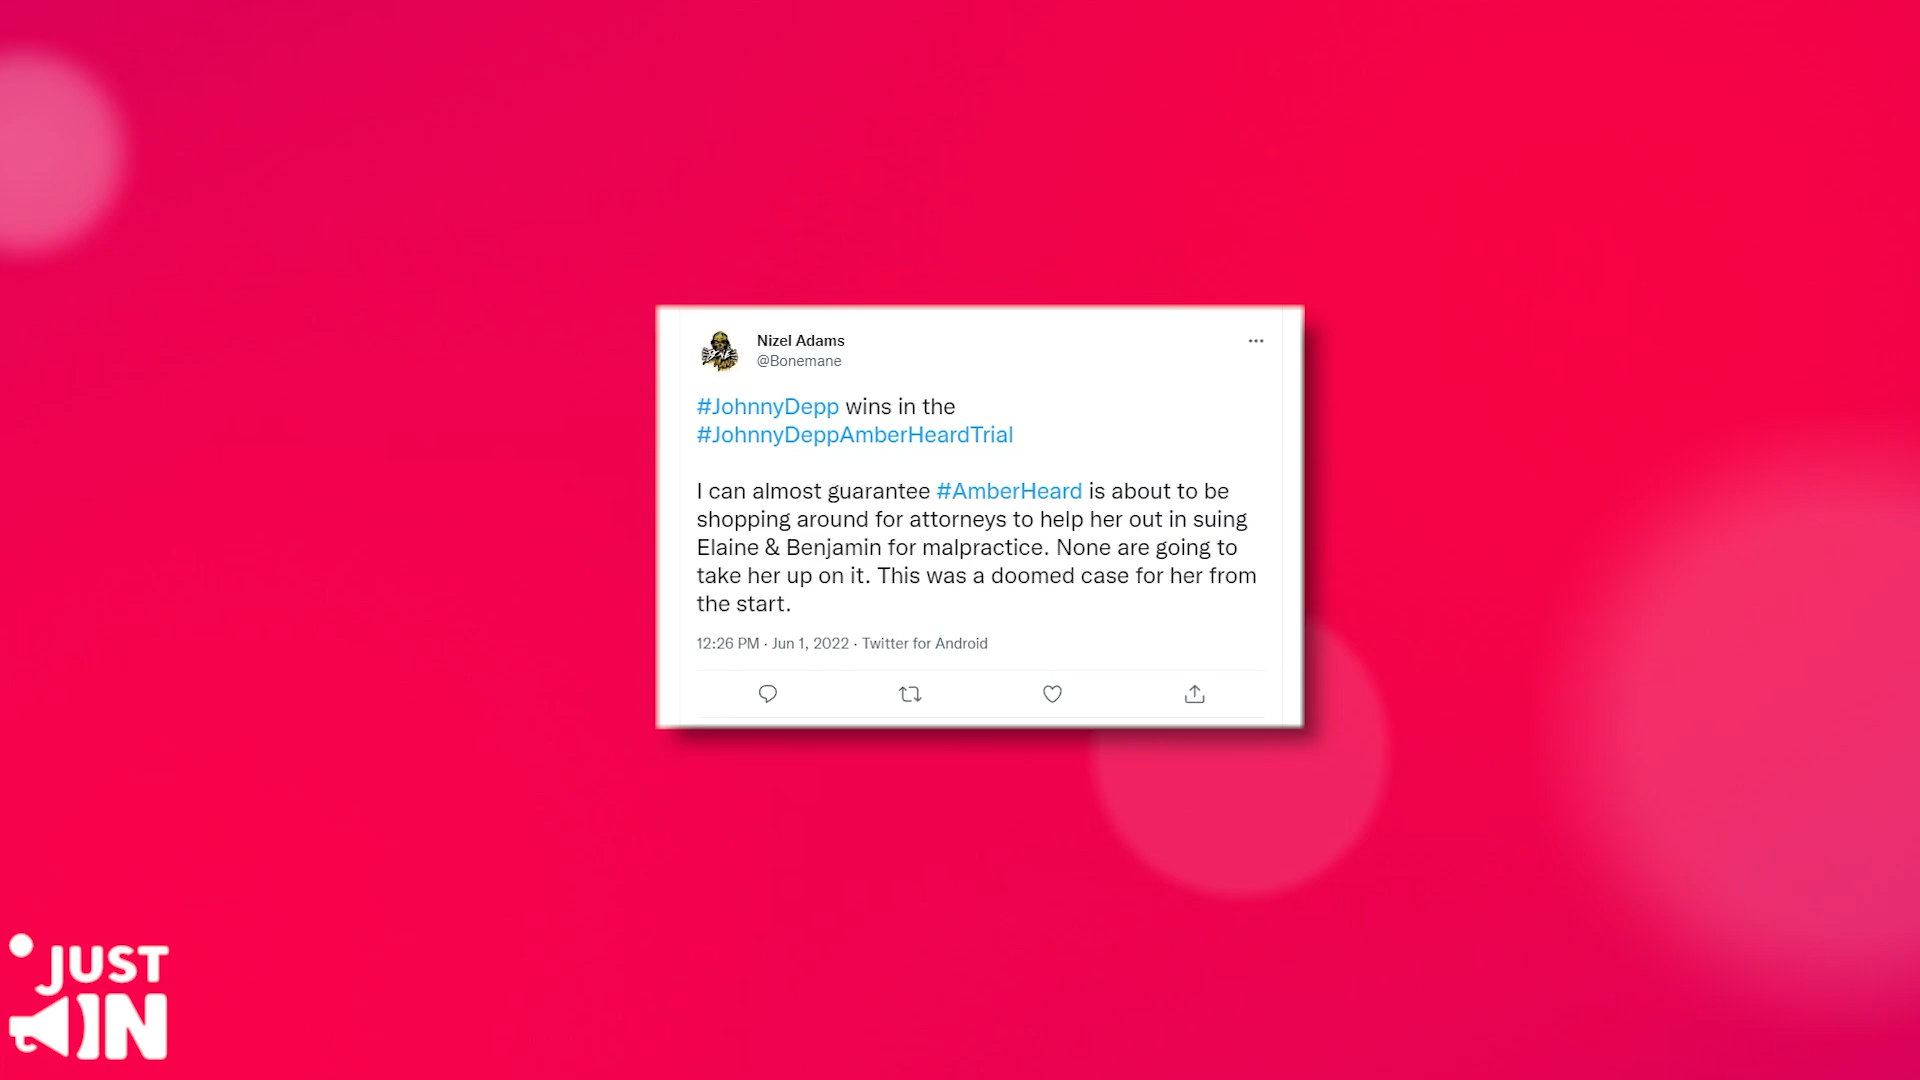 Nizel Adams
@Bonemane
#JohnnyDepp wins in the
#JohnnyDeppAmberHeardTrial
I can almost guarantee #AmberHeard is about to be
shopping around for attorneys to help her out in suing
Elaine & Benjamin for malpractice. None are going to
take her up on it. This was a doomed case for her from
the start.
12:26 PM · Jun 1, 2022 · Twitter for Android
JUST
IN